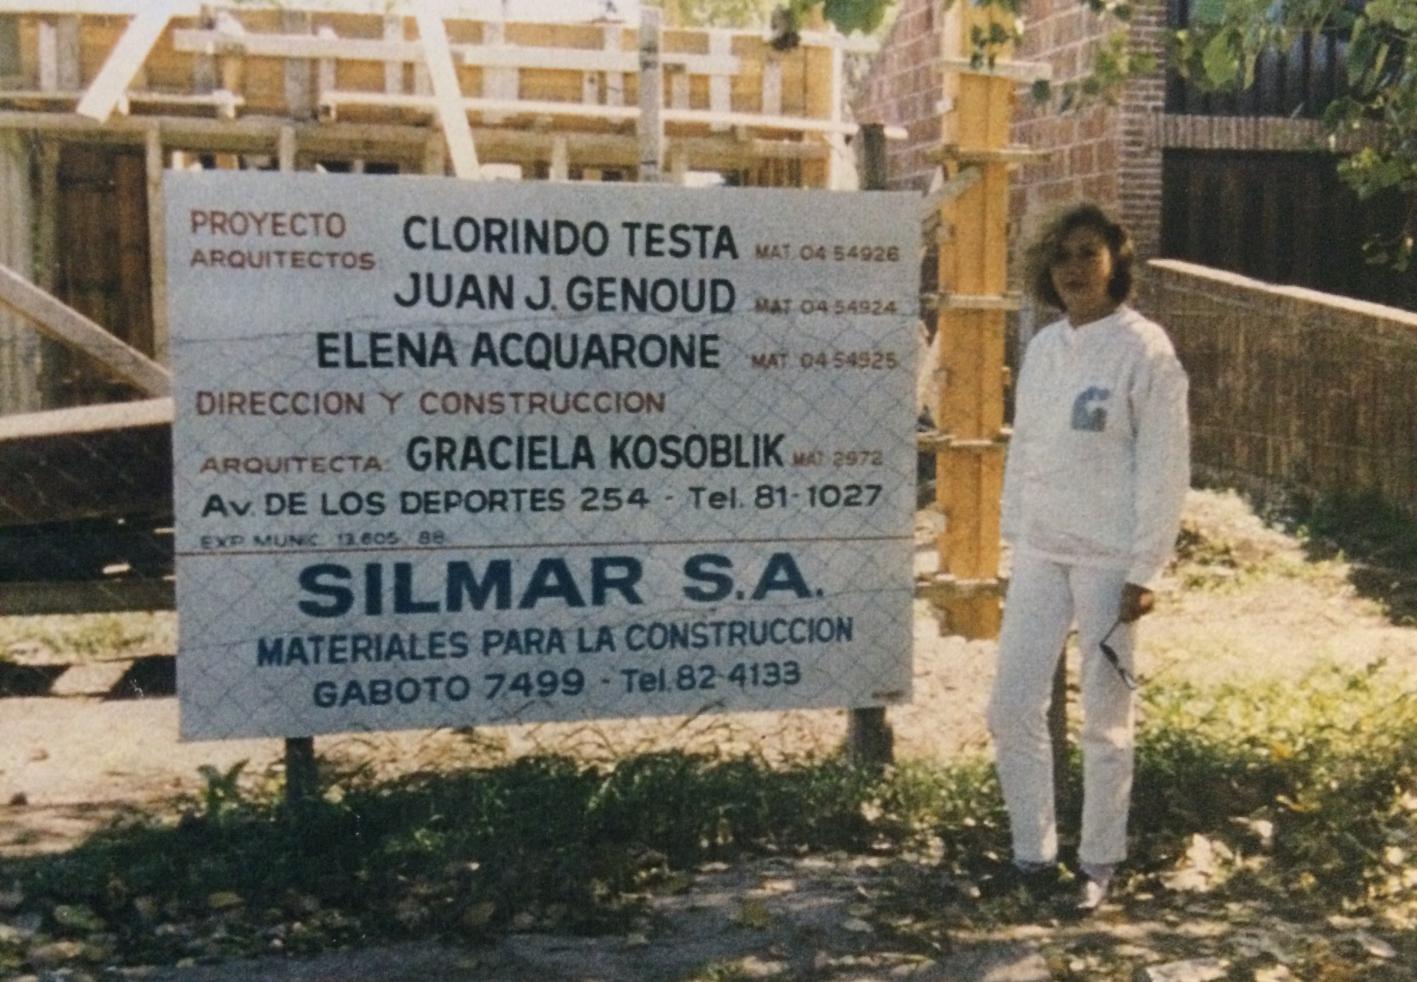 PROYECTO
ARQUITECTOS
CLORINDO TESTA MAT. 04 54926
JUAN J. GENOUD MAT. 04 54924
ELENA ACQUARONE MAT. 04 54925
DIRECCION Y CONSTRUCCION
ARQUITECTA: GRACIELA KOSOBLIK MAT 2972
Av. DE LOS DEPORTES 254 - Tel. 81-1027
EXP. MUNIC. 13.605 88
SILMAR S.A.
MATERIALES PARA LA CONSTRUCCION
GABOTO 7499 - Tel. 82-4133
G